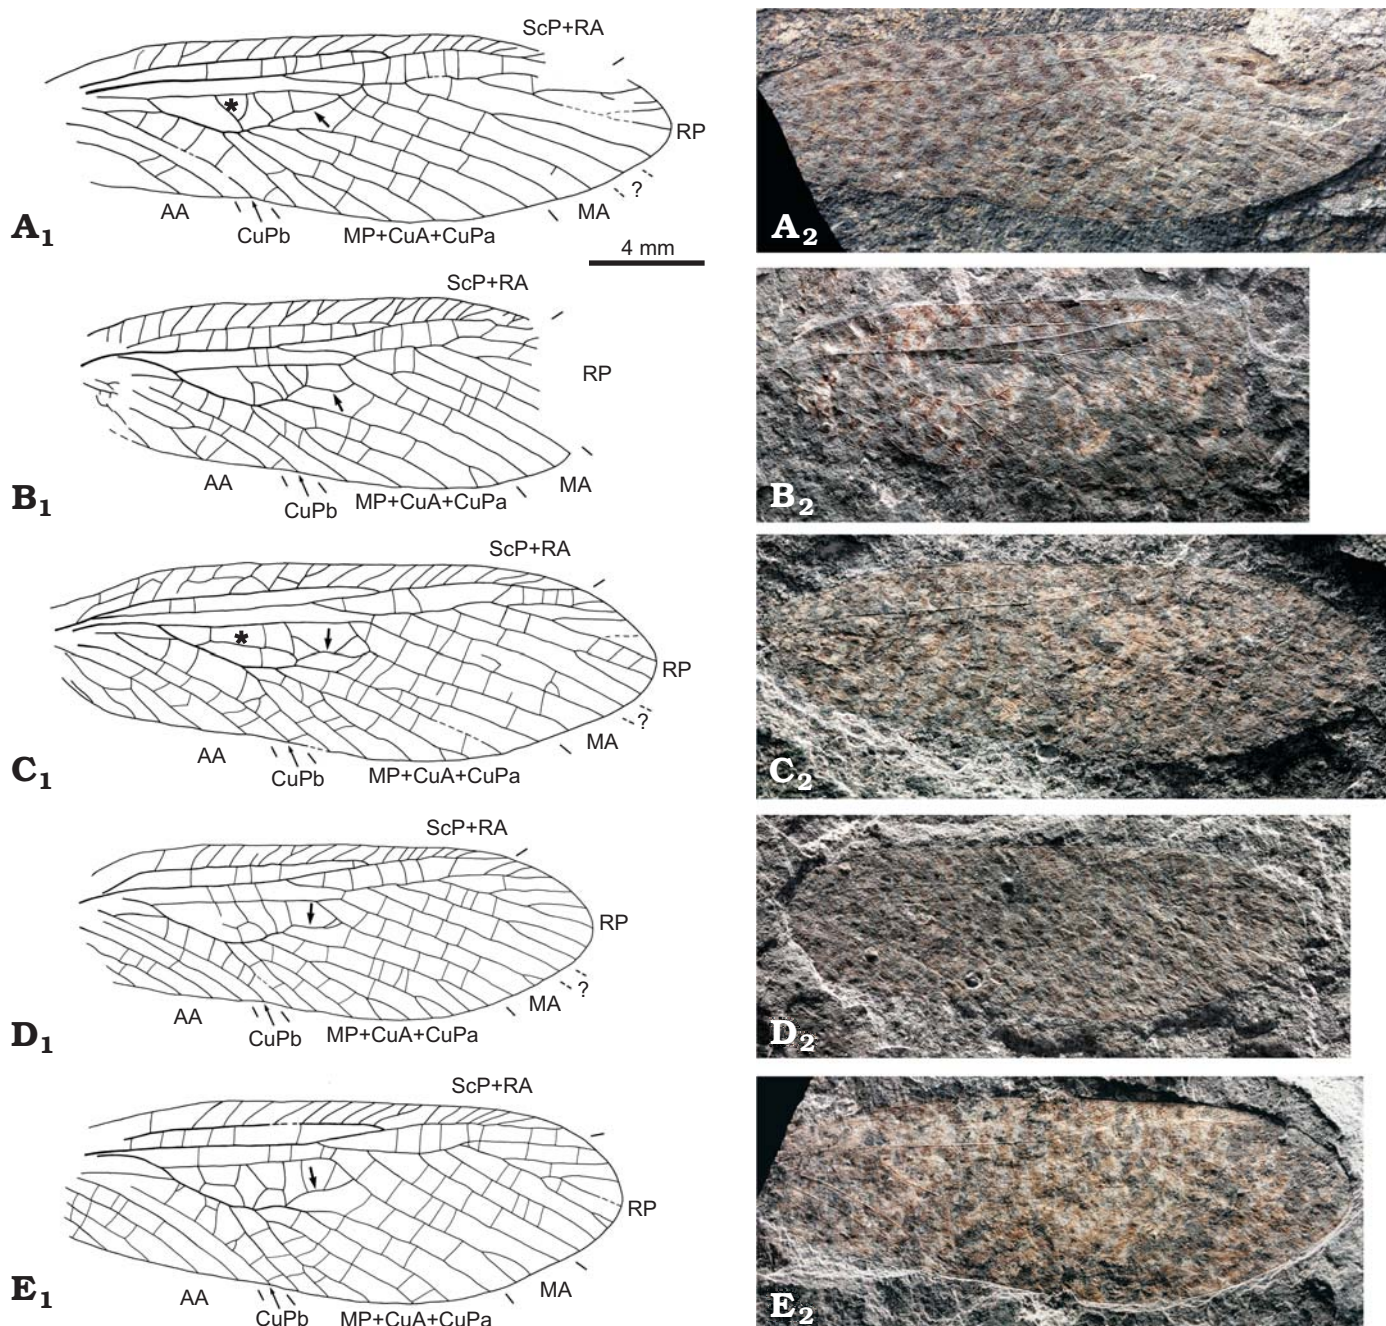 ScP+RA
*
RP
?
MA
AA
CuPb
MP+CuA+CuPa
A1
A2
4 mm
ScP+RA
RP
MA
AA
CuPb
MP+CuA+CuPa
B1
B2
ScP+RA
*
RP
?
MA
AA
CuPb
MP+CuA+CuPa
C1
C2
ScP+RA
RP
?
MA
AA
CuPb
MP+CuA+CuPa
D1
D2
ScP+RA
RP
MA
AA
CuPb
MP+CuA+CuPa
E1
E2